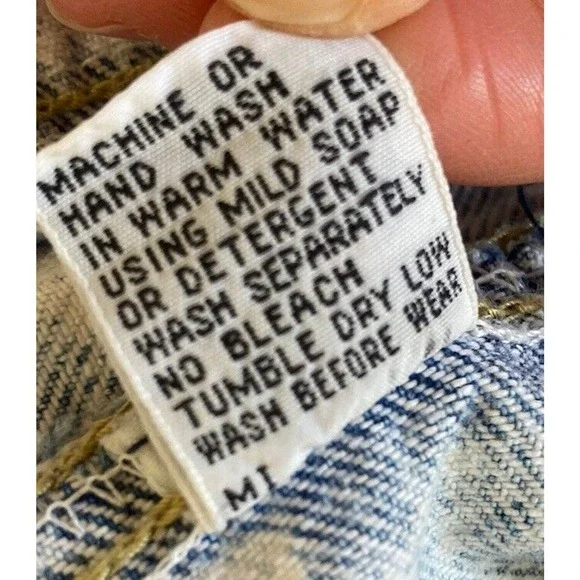 MACHINE OR
HAND WASH
IN WARM WATER
USING MILD SOAP
OR DETERGENT
WASH SEPARATELY
NO BLEACH
TUMBLE DRY LOW
WASH BEFORE WEAR
MI